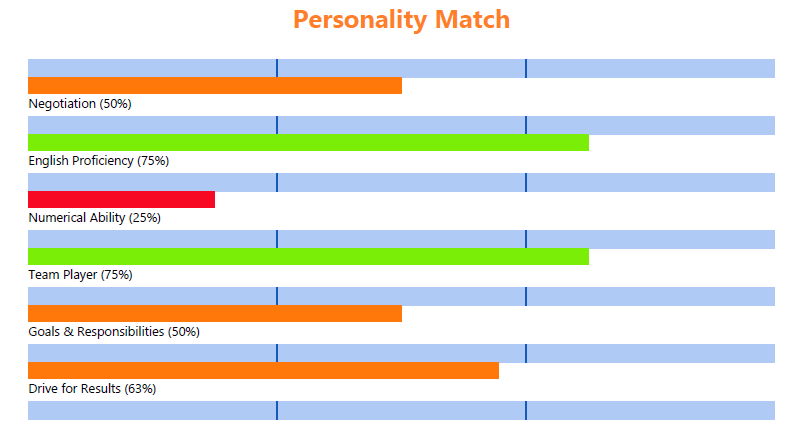 Personality Match
Negotiation (50%)
English Proficiency (75%)
Numerical Ability (25%)
Team Player (75%)
Goals & Responsibilities (50%)
Drive for Results (63%)